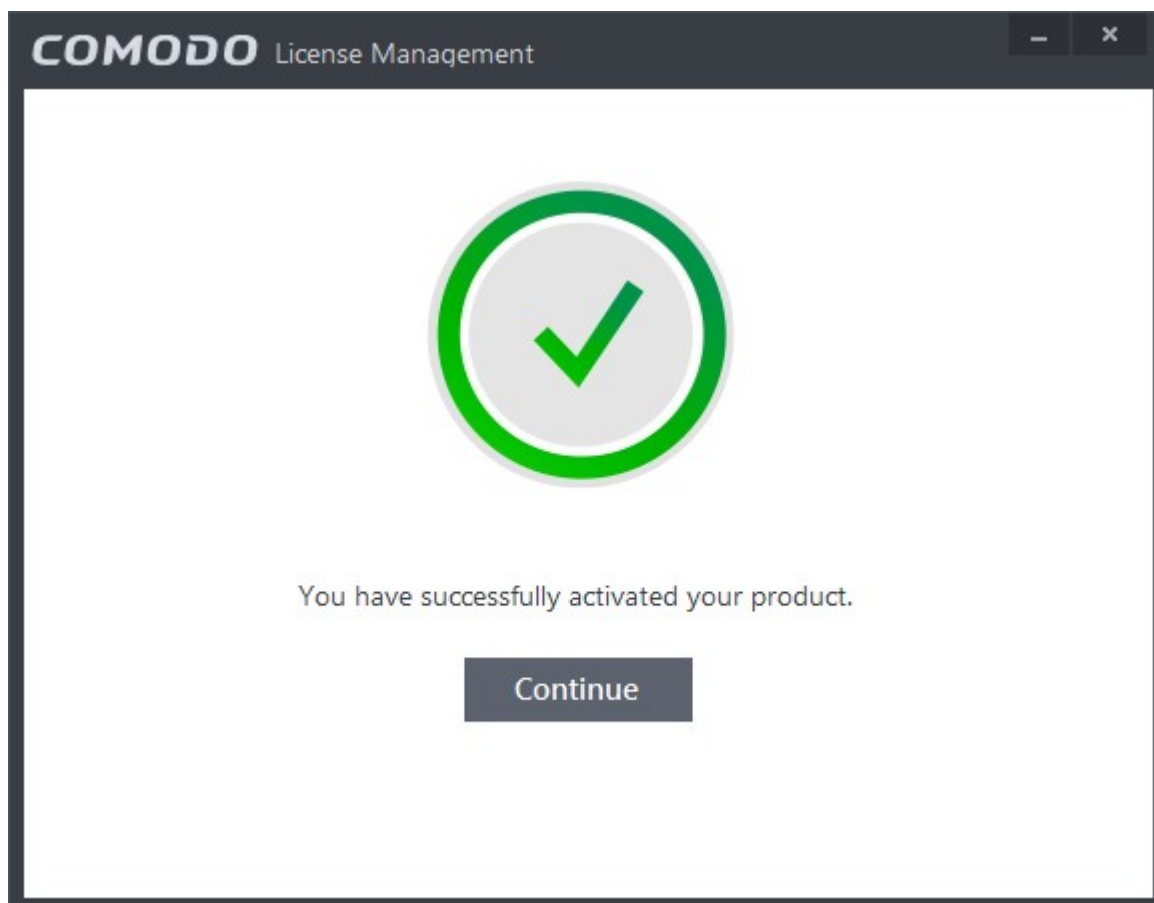 COMODO License Management
You have successfully activated your product.
Continue